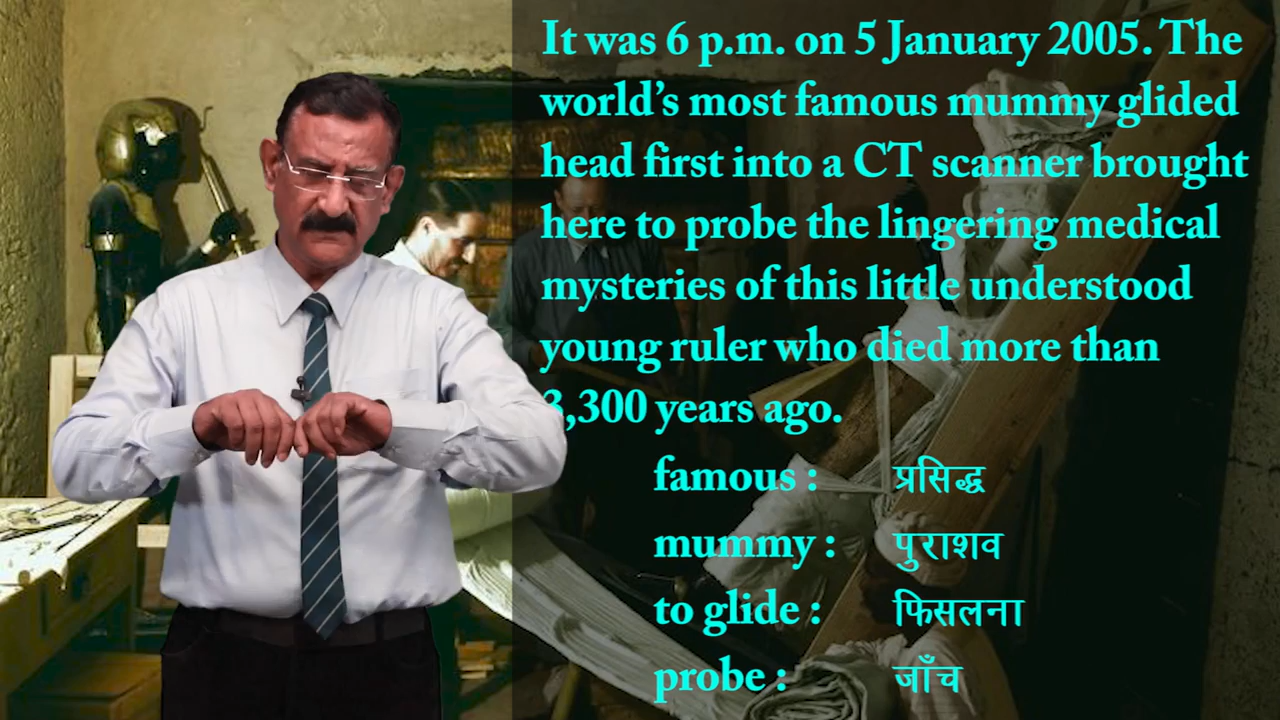 It was 6 p.m. on 5 January 2005. The
world’s most famous mummy glided
head first into a CT scanner brought
here to probe the lingering medical
mysteries of this little understood
young ruler who died more than
3,300 years ago.
famous : प्रसिद्ध
mummy : पुराशव
to glide : फिसलना
probe : जाँच